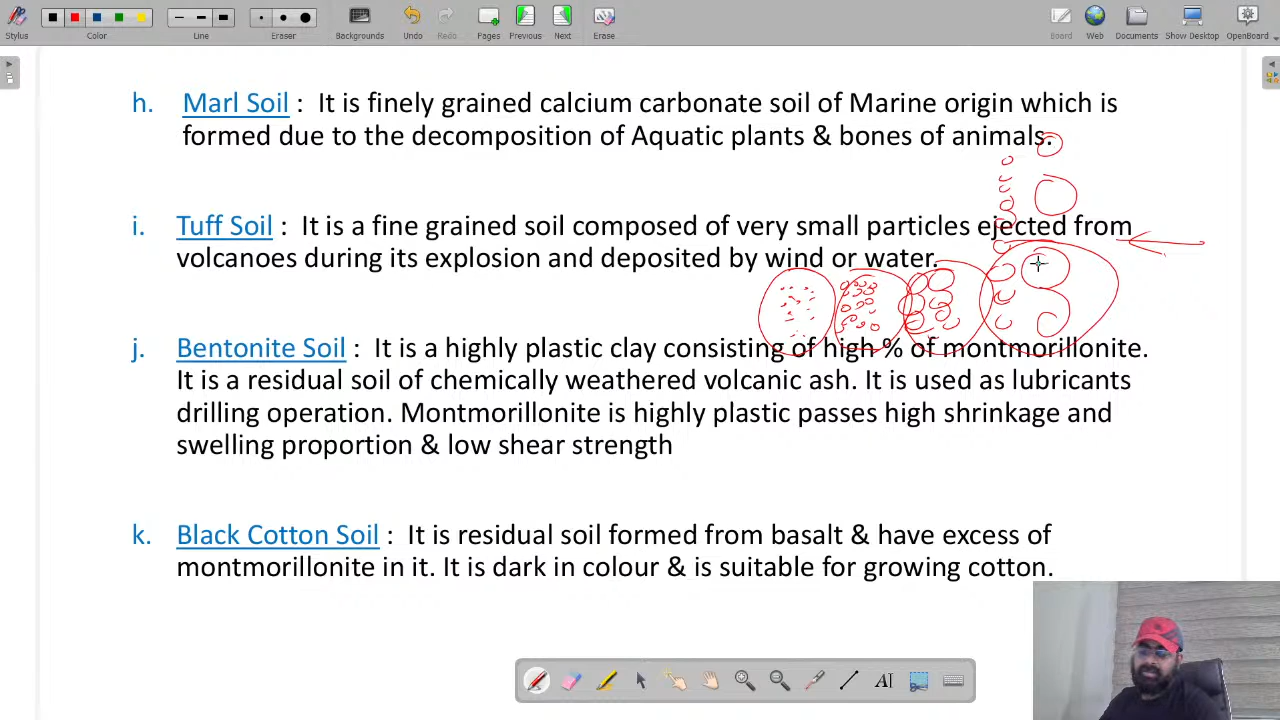 Stylus
Color
Line
Eraser
Backgrounds
Undo
Redo
Pages
Previous
Next
Erase
Board
Web
Documents
Show Desktop
OpenBoard
h. Marl Soil : It is finely grained calcium carbonate soil of Marine origin which is
formed due to the decomposition of Aquatic plants & bones of animals.
i. Tuff Soil : It is a fine grained soil composed of very small particles ejected from
volcanoes during its explosion and deposited by wind or water.
j. Bentonite Soil : It is a highly plastic clay consisting of high % of montmorillonite.
It is a residual soil of chemically weathered volcanic ash. It is used as lubricants
drilling operation. Montmorillonite is highly plastic passes high shrinkage and
swelling proportion & low shear strength
k. Black Cotton Soil : It is residual soil formed from basalt & have excess of
montmorillonite in it. It is dark in colour & is suitable for growing cotton.